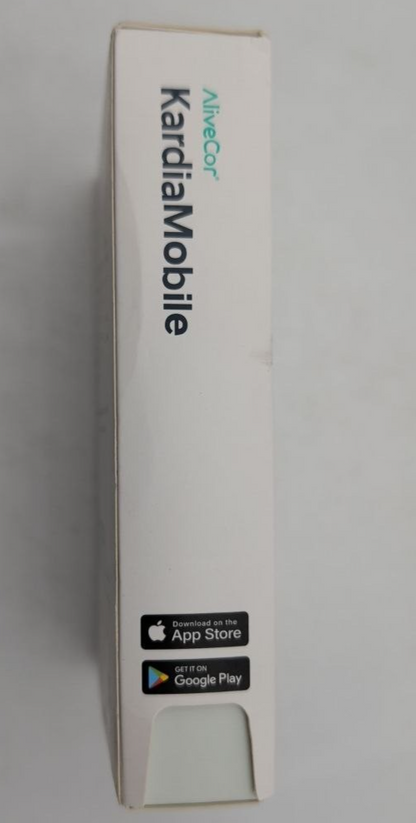 AliveCor®
KardiaMobile
Download on the
App Store
GET IT ON
Google Play